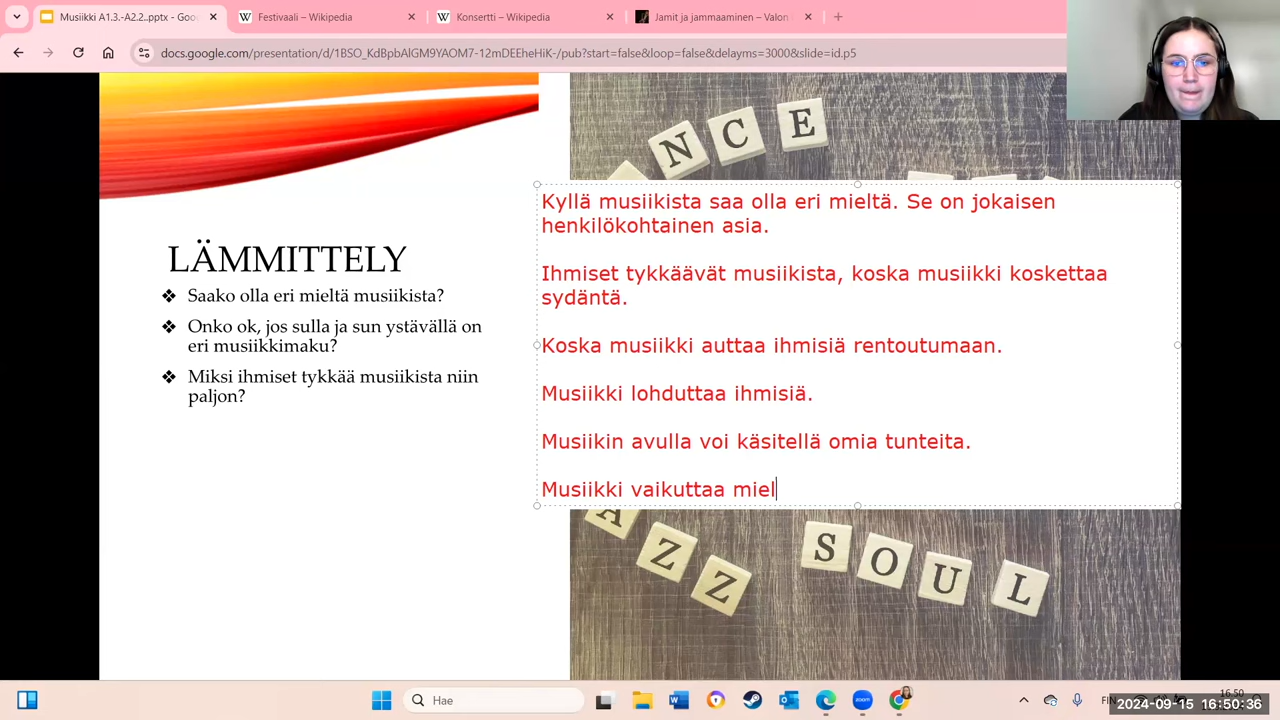 Musiikki A1.3.-A2.2..pptx - Goo
Festivaali – Wikipedia
Konsertti – Wikipedia
Jamit ja jammaaminen – Valon
docs.google.com/presentation/d/1BSO_KdBpbAlGM9YAOM7-12mDEEheHiK-/pub?start=false&loop=false&delayms=3000&slide=id.p5
NCE
LÄMMITTELY
❖ Saako olla eri mieltä musiikista?
❖ Onko ok, jos sulla ja sun ystävällä on
eri musiikkimaku?
❖ Miksi ihmiset tykkää musiikista niin
paljon?
Kyllä musiikista saa olla eri mieltä. Se on jokaisen
henkilökohtainen asia.
Ihmiset tykkäävät musiikista, koska musiikki koskettaa
sydäntä.
Koska musiikki auttaa ihmisiä rentoutumaan.
Musiikki lohduttaa ihmisiä.
Musiikin avulla voi käsitellä omia tunteita.
Musiikki vaikuttaa miel
AZZ SOUL
Hae
zoom
FIN
16.50
2024-09-15 16:50:36